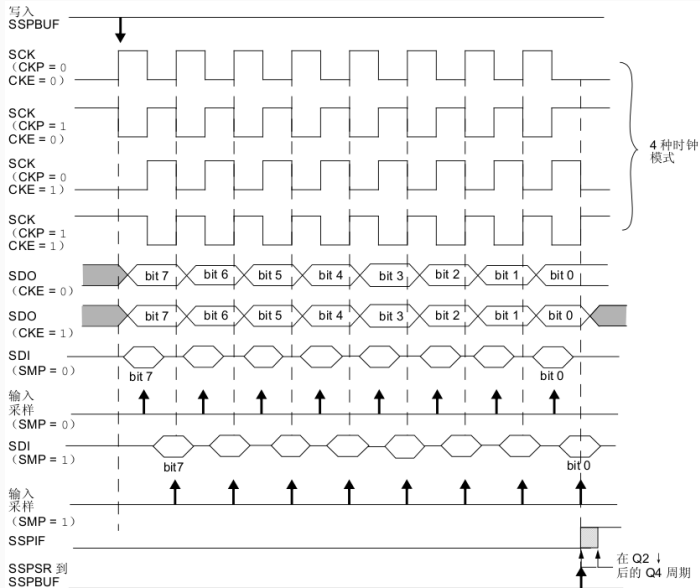 写入
SSPBUF
SCK
（CKP = 0
CKE = 0）
SCK
（CKP = 1
CKE = 0）
SCK
（CKP = 0
CKE = 1）
SCK
（CKP = 1
CKE = 1）
4 种时钟
模式
SDO
（CKE = 0）
bit 7 bit 6 bit 5 bit 4 bit 3 bit 2 bit 1 bit 0
SDO
（CKE = 1）
bit 7 bit 6 bit 5 bit 4 bit 3 bit 2 bit 1 bit 0
SDI
（SMP = 0）
bit 7 bit 0
输入
采样
（SMP = 0）
SDI
（SMP = 1）
bit7 bit 0
输入
采样
（SMP = 1）
SSPIF
在 Q2 ↓
后的 Q4 周期
SSPSR 到
SSPBUF